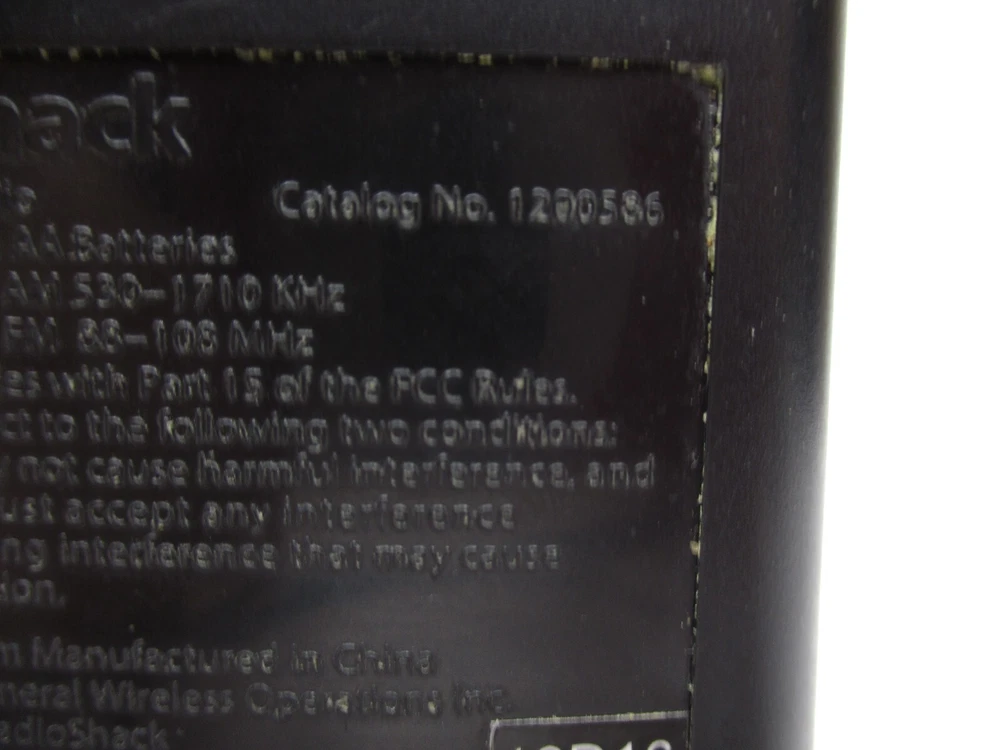 hack
Catalog No. 1200586
AA Batteries
AM 530-1710 KHz
FM 88-108 MHz
es with Part 15 of the FCC Rules.
ct to the following two conditions:
not cause harmful interference, and
ust accept any interference
ng interference that may cause
ion.
m Manufactured in China
neral Wireless Operations Inc.
adioShack